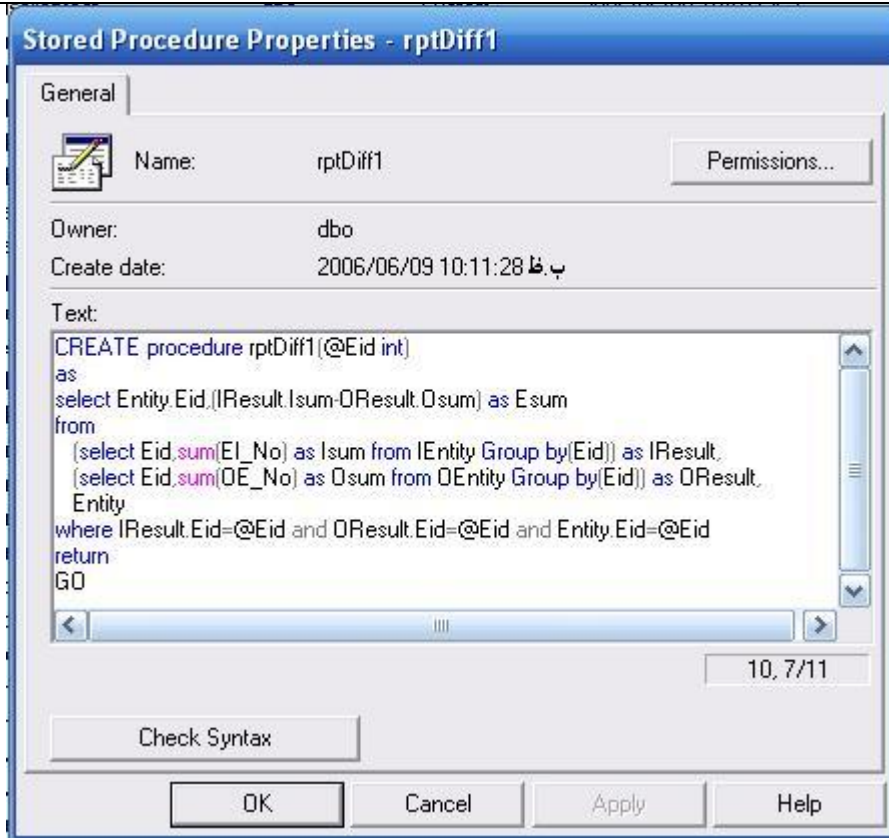 Stored Procedure Properties - rptDiff1
General
Name: rptDiff1 Permissions...
Owner: dbo
Create date: 2006/06/09 10:11:28 ب.ظ
Text:
CREATE procedure rptDiff1(@Eid int)
as
select Entity.Eid,(IResult.Isum-OResult.Osum) as Esum
from
(select Eid,sum(EI_No) as Isum from IEntity Group by(Eid)) as IResult,
(select Eid,sum(OE_No) as Osum from OEntity Group by(Eid)) as OResult,
Entity
where IResult.Eid=@Eid and OResult.Eid=@Eid and Entity.Eid=@Eid
return
GO
10, 7/11
Check Syntax
OK Cancel Apply Help